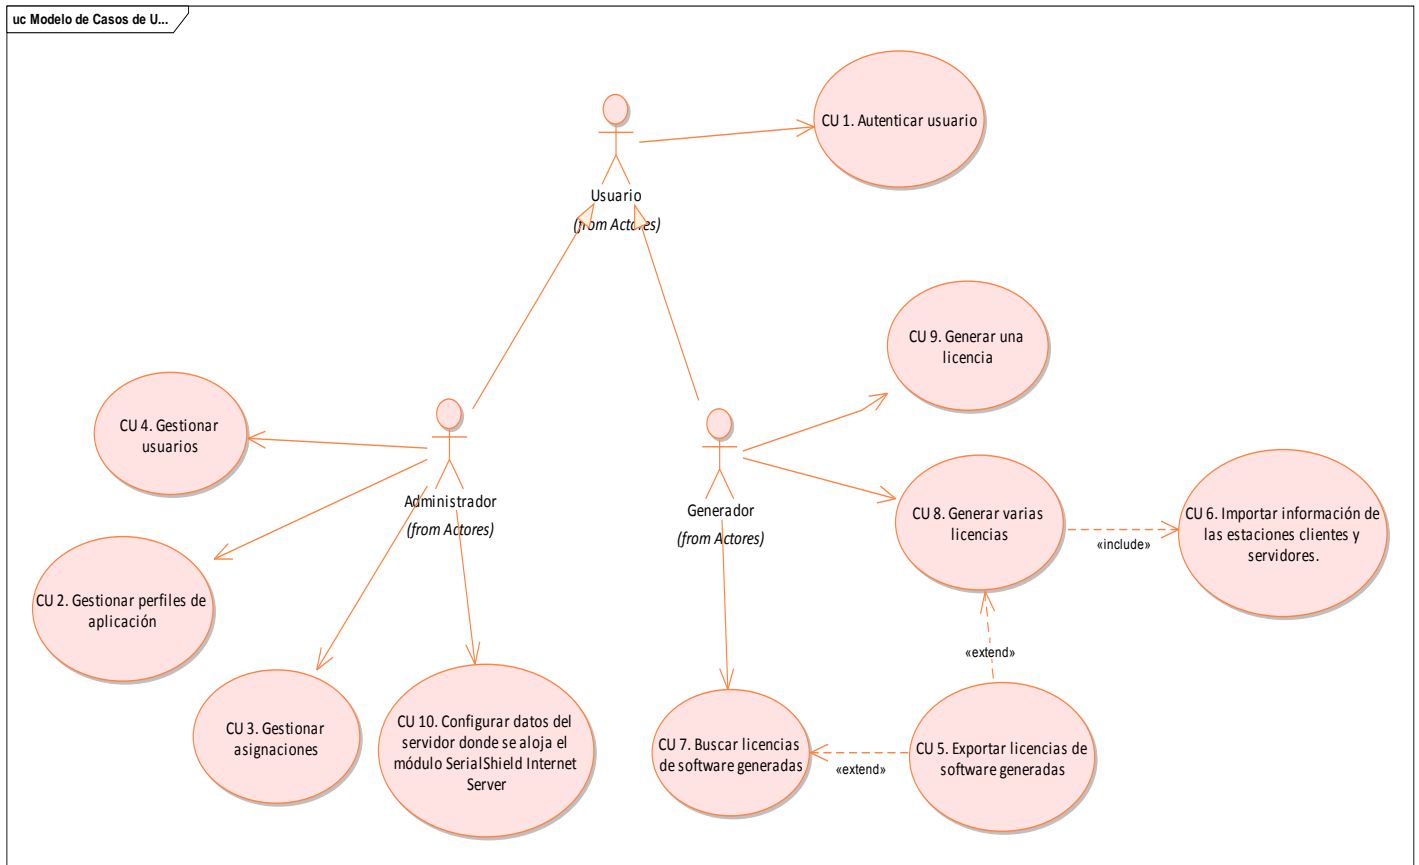 uc Modelo de Casos de U...
CU 1. Autenticar usuario
Usuario
(from Actores)
CU 9. Generar una
licencia
CU 4. Gestionar
usuarios
Administrador
(from Actores)
Generador
(from Actores)
CU 8. Generar varias
licencias
«include»
CU 6. Importar información de
las estaciones clientes y
servidores.
CU 2. Gestionar perfiles de
aplicación
«extend»
CU 3. Gestionar
asignaciones
CU 10. Configurar datos del
servidor donde se aloja el
módulo SerialShield Internet
Server
CU 7. Buscar licencias
de software generadas
«extend»
CU 5. Exportar licencias de
software generadas